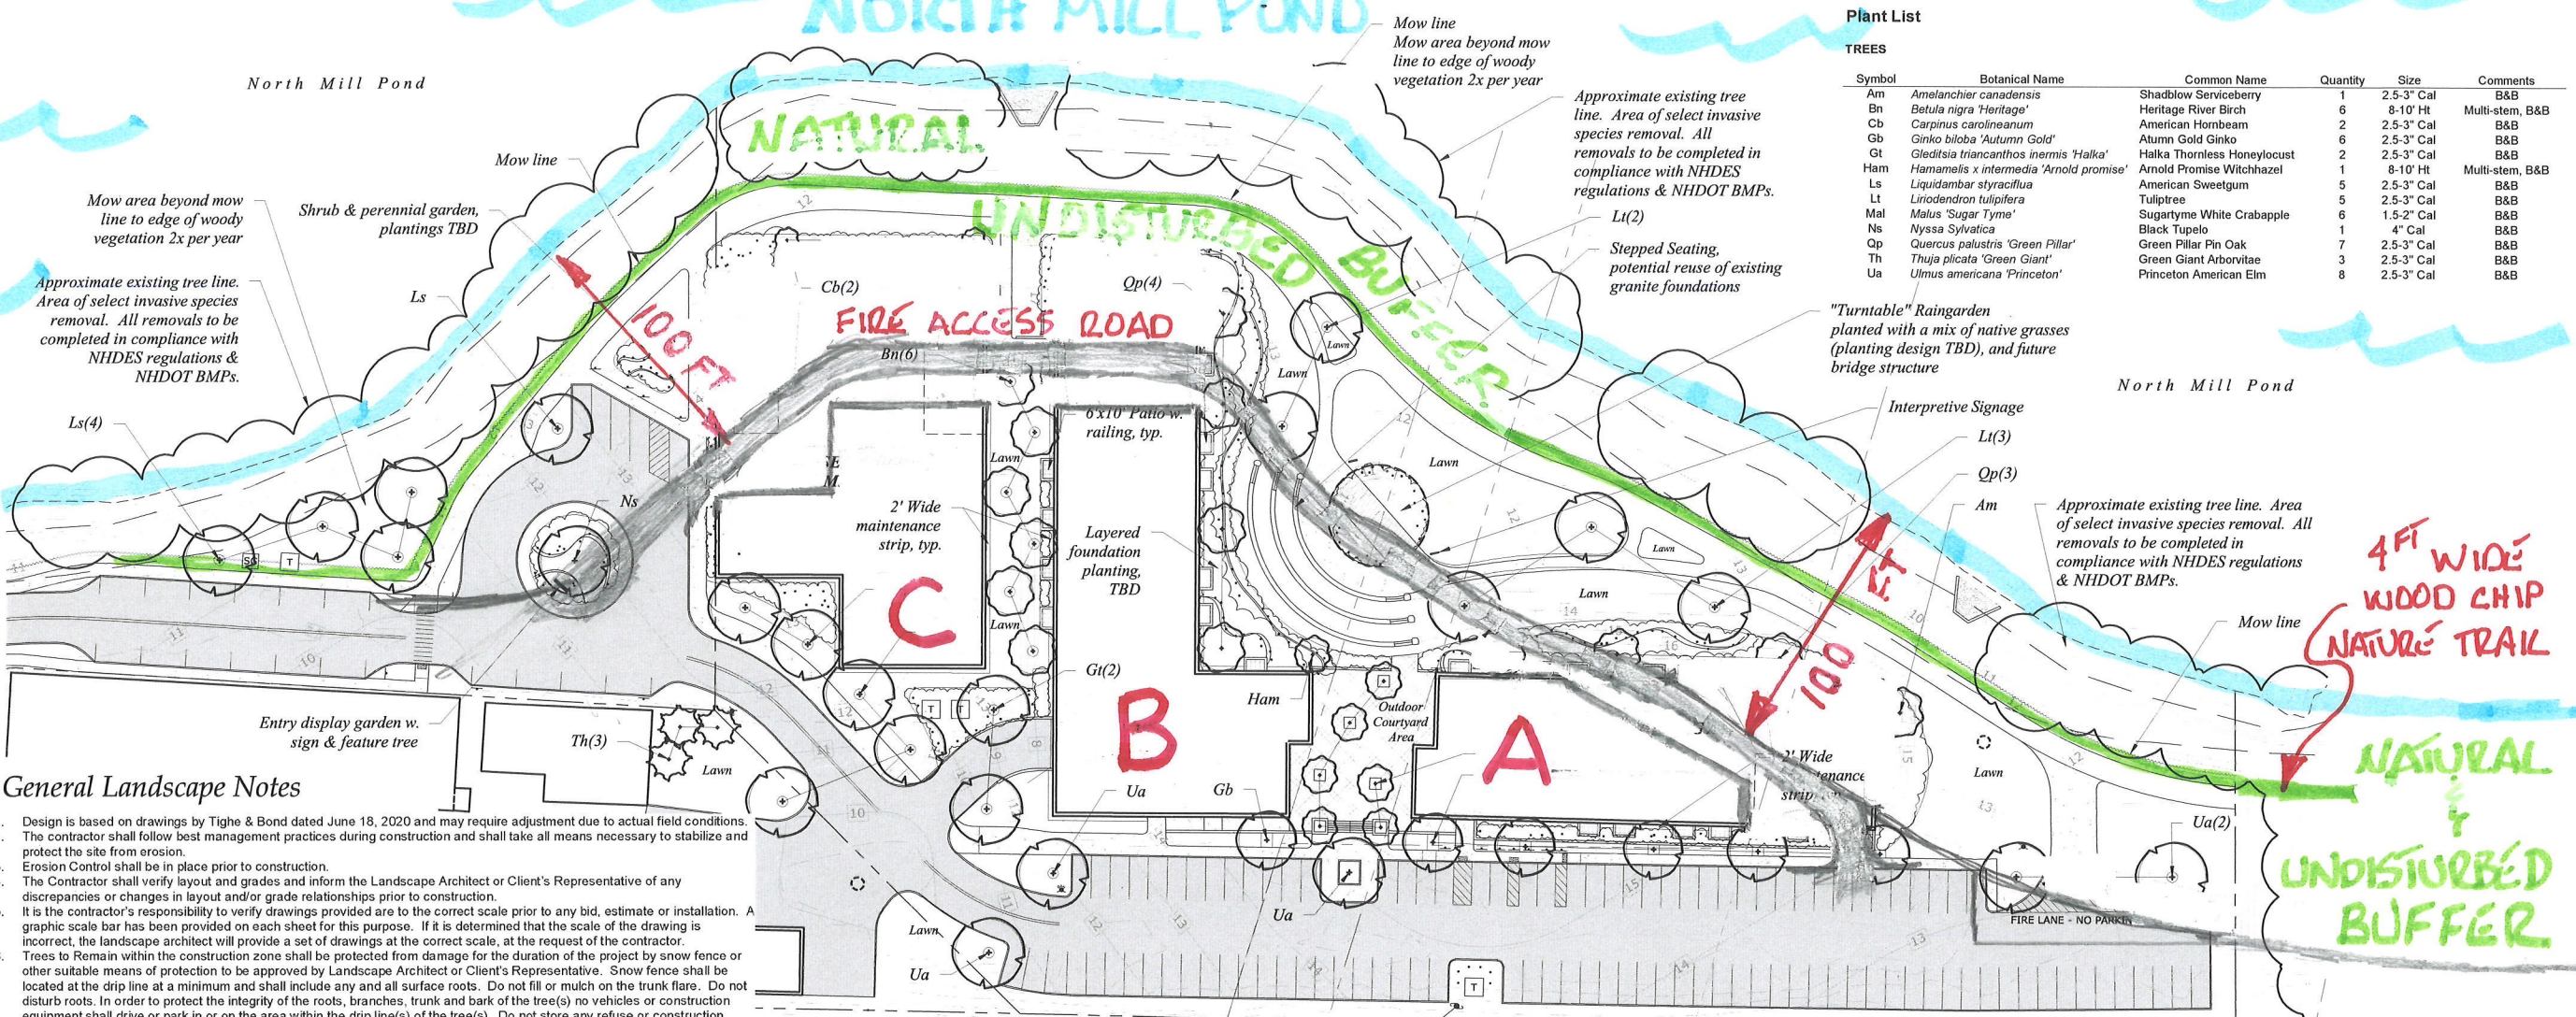 NORTH MILL POND
North Mill Pond
Mow line
Mow area beyond mow
line to edge of woody
vegetation 2x per year
Plant List
TREES
Symbol Botanical Name Common Name Quantity Size Comments
Am Amelanchier canadensis Shadblow Serviceberry 1 2.5-3" Cal B&B
Bn Betula nigra 'Heritage' Heritage River Birch 6 8-10' Ht Multi-stem, B&B
Cb Carpinus carolineanum American Hornbeam 2 2.5-3" Cal B&B
Gb Ginko biloba 'Autumn Gold' Atumn Gold Ginko 6 2.5-3" Cal B&B
Gt Gleditsia triancanthos inermis 'Halka' Halka Thornless Honeylocust 2 2.5-3" Cal B&B
Ham Hamamelis x intermedia 'Arnold promise' Arnold Promise Witchhazel 1 8-10' Ht Multi-stem, B&B
Ls Liquidambar styraciflua American Sweetgum 5 2.5-3" Cal B&B
Lt Liriodendron tulipifera Tuliptree 5 2.5-3" Cal B&B
Mal Malus 'Sugar Tyme' Sugartyme White Crabapple 6 1.5-2" Cal B&B
Ns Nyssa Sylvatica Black Tupelo 1 4" Cal B&B
Qp Quercus palustris 'Green Pillar' Green Pillar Pin Oak 7 2.5-3" Cal B&B
Th Thuja plicata 'Green Giant' Green Giant Arborvitae 3 2.5-3" Cal B&B
Ua Ulmus americana 'Princeton' Princeton American Elm 8 2.5-3" Cal B&B
Approximate existing tree
line. Area of select invasive
species removal. All
removals to be completed in
compliance with NHDES
regulations & NHDOT BMPs.
NATURAL
UNDISTURBED
BUFFER
Mow line
Mow area beyond mow
line to edge of woody
vegetation 2x per year
Shrub & perennial garden,
plantings TBD
Approximate existing tree line.
Area of select invasive species
removal. All removals to be
completed in compliance with
NHDES regulations &
NHDOT BMPs.
Ls
Ls(4)
100 FT
Cb(2)
Qp(4)
FIRE ACCESS ROAD
Bn(6)
Lt(2)
Stepped Seating,
potential reuse of existing
granite foundations
"Turntable" Raingarden
planted with a mix of native grasses
(planting design TBD), and future
bridge structure
North Mill Pond
Interpretive Signage
Lt(3)
Qp(3)
Am
Approximate existing tree line. Area
of select invasive species removal. All
removals to be completed in
compliance with NHDES regulations
& NHDOT BMPs.
Mow line
4 FT WIDE
WOOD CHIP
NATURE TRAIL
100 FT
Lawn
Lawn
Lawn
Lawn
Lawn
6'x10' Patio w.
railing, typ.
Lawn
Lawn
Ns
2' Wide
maintenance
strip, typ.
Layered
foundation
planting,
TBD
C
B
A
Gt(2)
Ham
Outdoor
Courtyard
Area
2' Wide
strip
Lawn
Entry display garden w.
sign & feature tree
Th(3)
Lawn
Ua
Gb
Ua
Lawn
Ua
Ua(2)
FIRE LANE - NO PARKIN
SG
T
T
T
T
NATURAL
&
UNDISTURBED
BUFFER
General Landscape Notes
Design is based on drawings by Tighe & Bond dated June 18, 2020 and may require adjustment due to actual field conditions.
The contractor shall follow best management practices during construction and shall take all means necessary to stabilize and
protect the site from erosion.
Erosion Control shall be in place prior to construction.
The Contractor shall verify layout and grades and inform the Landscape Architect or Client's Representative of any
discrepancies or changes in layout and/or grade relationships prior to construction.
It is the contractor's responsibility to verify drawings provided are to the correct scale prior to any bid, estimate or installation. A
graphic scale bar has been provided on each sheet for this purpose. If it is determined that the scale of the drawing is
incorrect, the landscape architect will provide a set of drawings at the correct scale, at the request of the contractor.
Trees to Remain within the construction zone shall be protected from damage for the duration of the project by snow fence or
other suitable means of protection to be approved by Landscape Architect or Client's Representative. Snow fence shall be
located at the drip line at a minimum and shall include any and all surface roots. Do not fill or mulch on the trunk flare. Do not
disturb roots. In order to protect the integrity of the roots, branches, trunk and bark of the tree(s) no vehicles or construction
equipment shall drive or park in or on the area within the drip line(s) of the tree(s). Do not store any refuse or construction